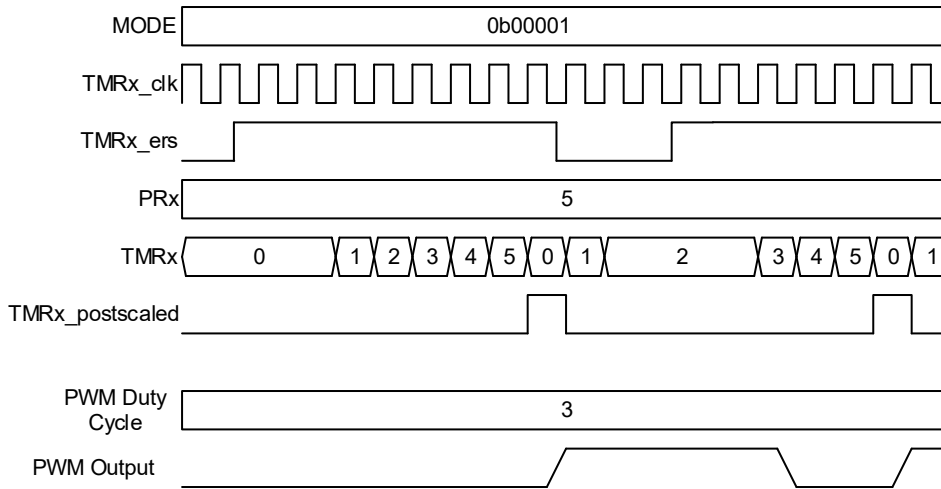 MODE 0b00001
TMRx_clk
TMRx_ers
PRx 5
TMRx 0 1 2 3 4 5 0 1 2 3 4 5 0 1
TMRx_postscaled
PWM Duty
Cycle 3
PWM Output